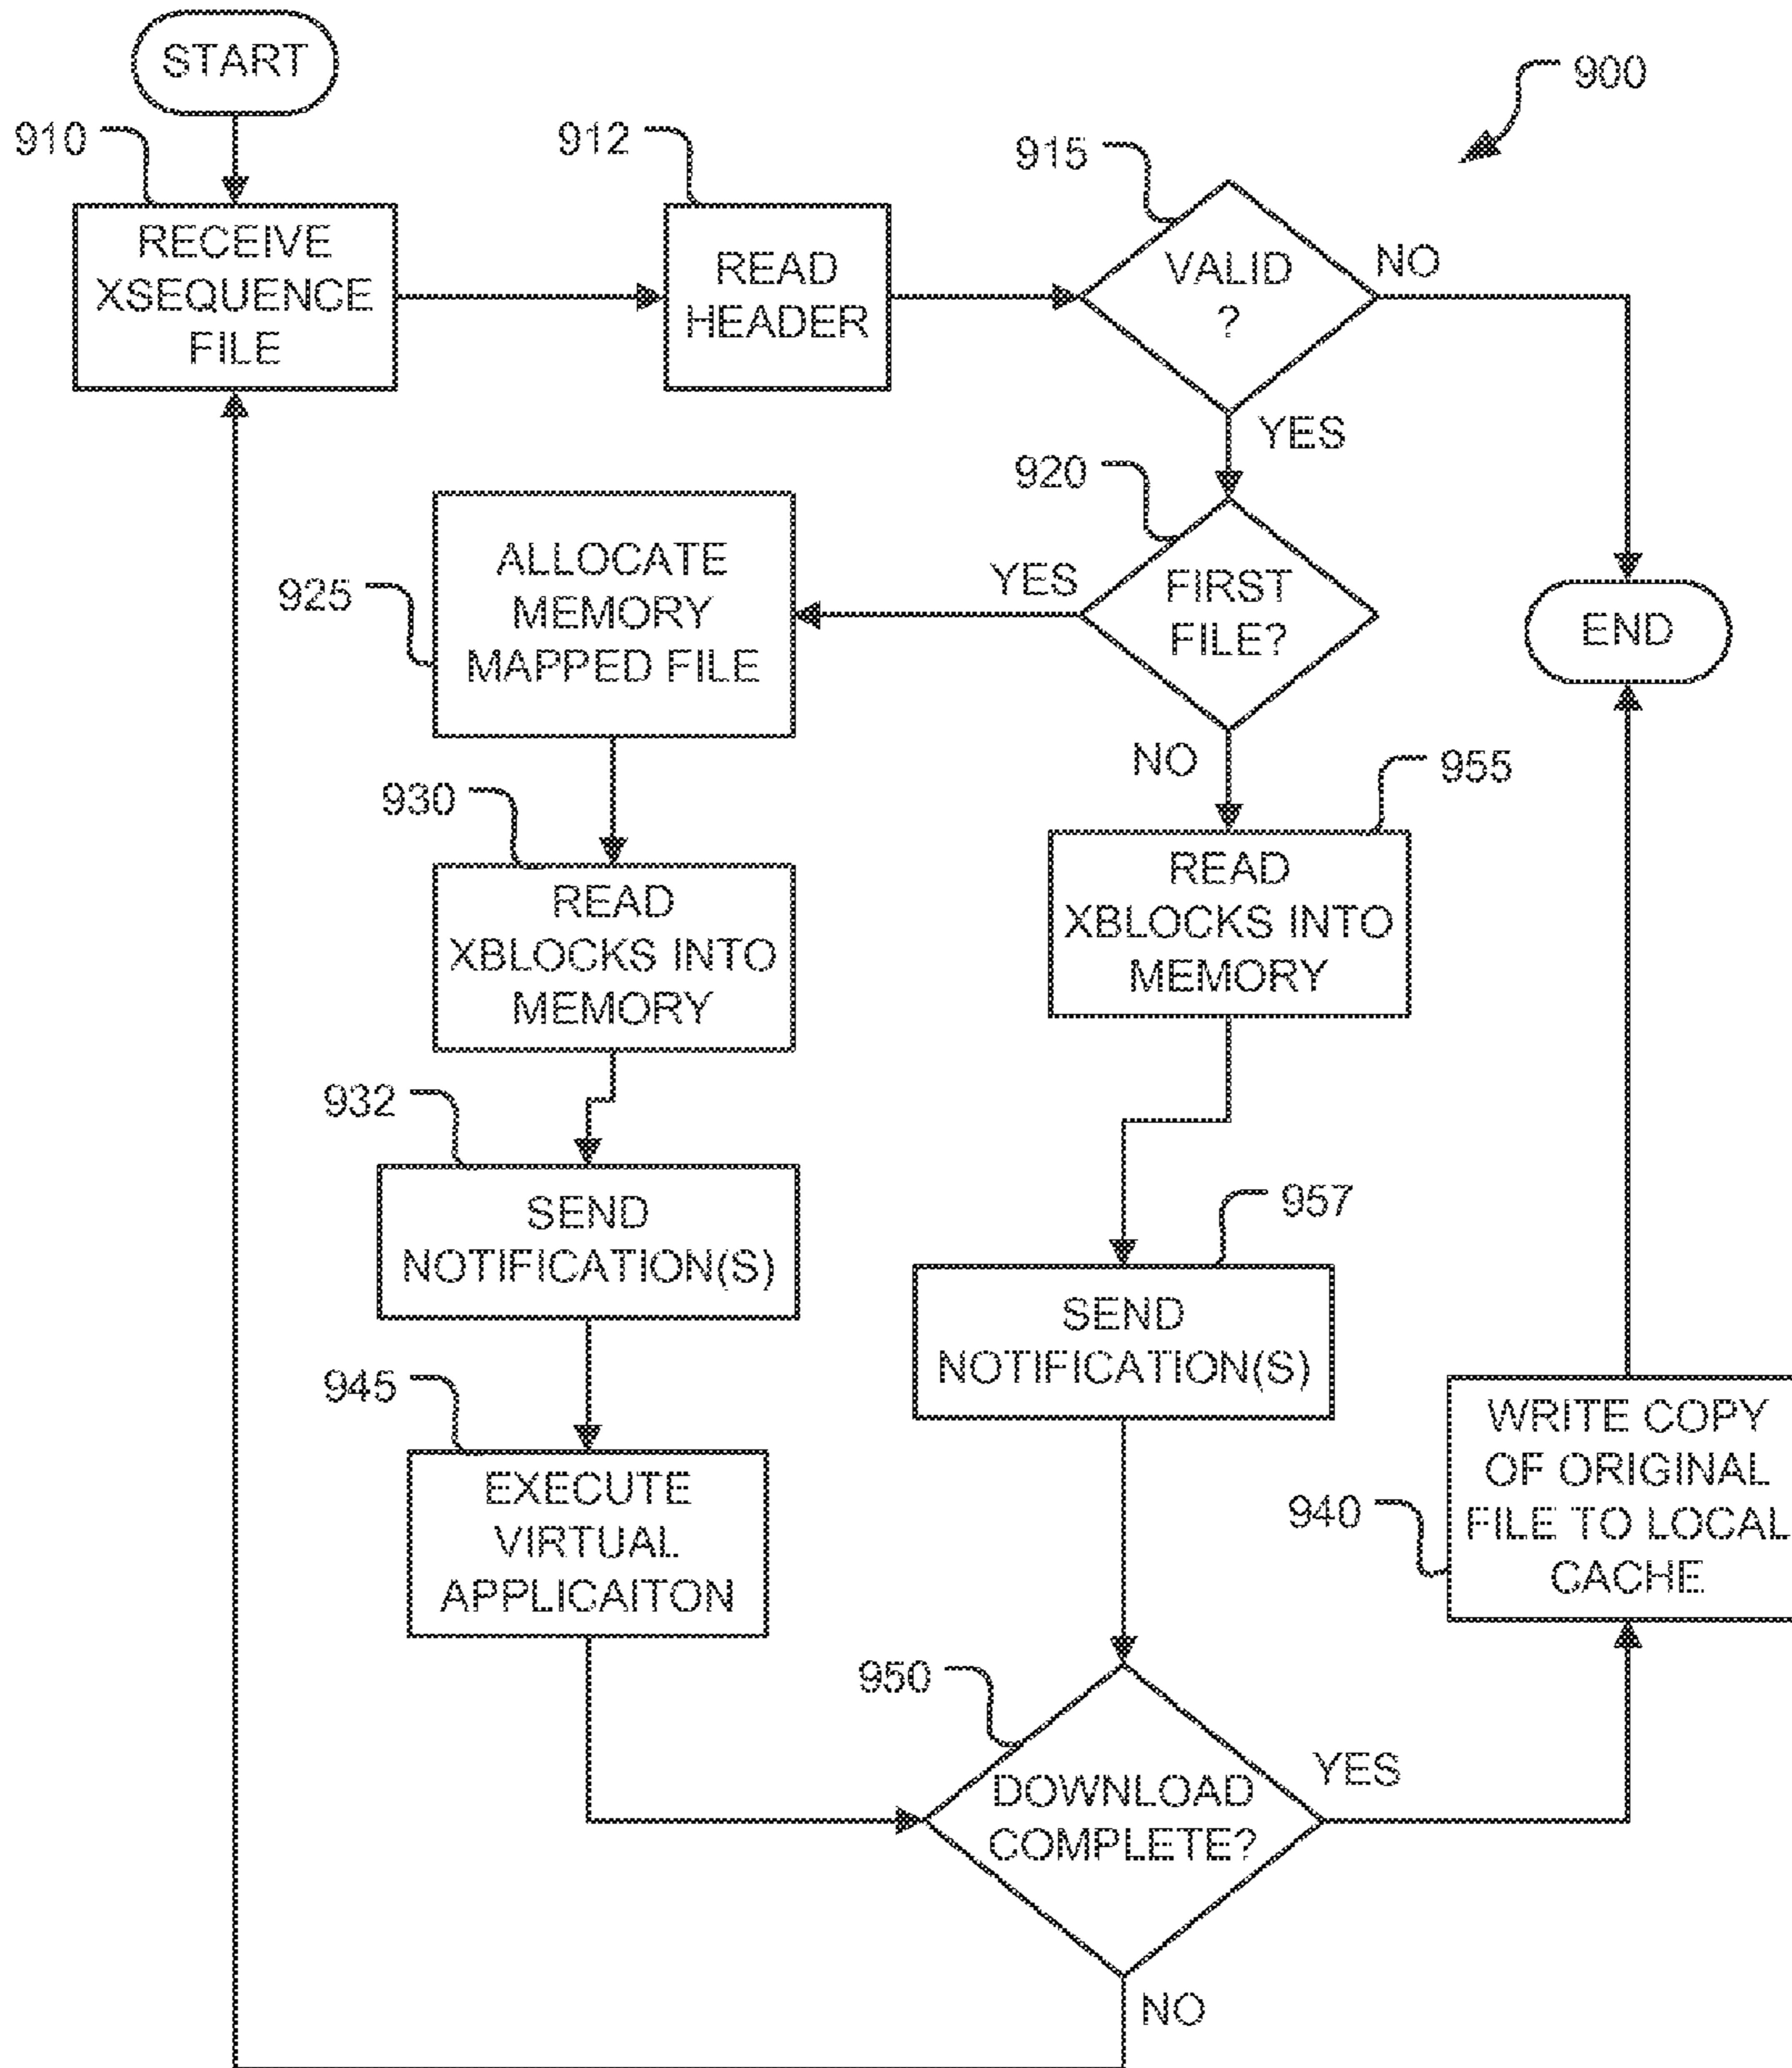 START
900
910
912
915
RECEIVE
XSEQUENCE
FILE
READ
HEADER
VALID
?
NO
YES
920
925
ALLOCATE
MEMORY
MAPPED FILE
YES
FIRST
FILE?
END
NO
930
955
READ
XBLOCKS INTO
MEMORY
READ
XBLOCKS INTO
MEMORY
932
957
SEND
NOTIFICATION(S)
SEND
NOTIFICATION(S)
945
EXECUTE
VIRTUAL
APPLICAITON
940
WRITE COPY
OF ORIGINAL
FILE TO LOCAL
CACHE
950
DOWNLOAD
COMPLETE?
YES
NO